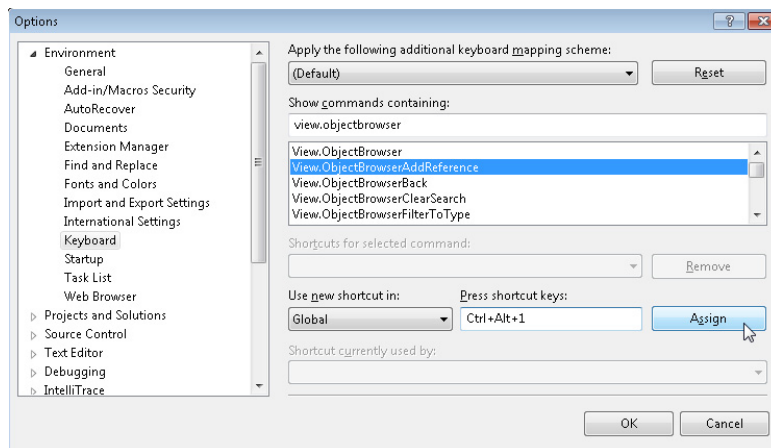 Options
Environment
General
Add-in/Macros Security
AutoRecover
Documents
Extension Manager
Find and Replace
Fonts and Colors
Import and Export Settings
International Settings
Keyboard
Startup
Task List
Web Browser
Projects and Solutions
Source Control
Text Editor
Debugging
IntelliTrace
Apply the following additional keyboard mapping scheme:
(Default)
Reset
Show commands containing:
view.objectbrowser
View.ObjectBrowser
View.ObjectBrowserAddReference
View.ObjectBrowserBack
View.ObjectBrowserClearSearch
View.ObjectBrowserFilterToType
Shortcuts for selected command:
Remove
Use new shortcut in:
Press shortcut keys:
Global
Ctrl+Alt+1
Assign
Shortcut currently used by:
OK
Cancel